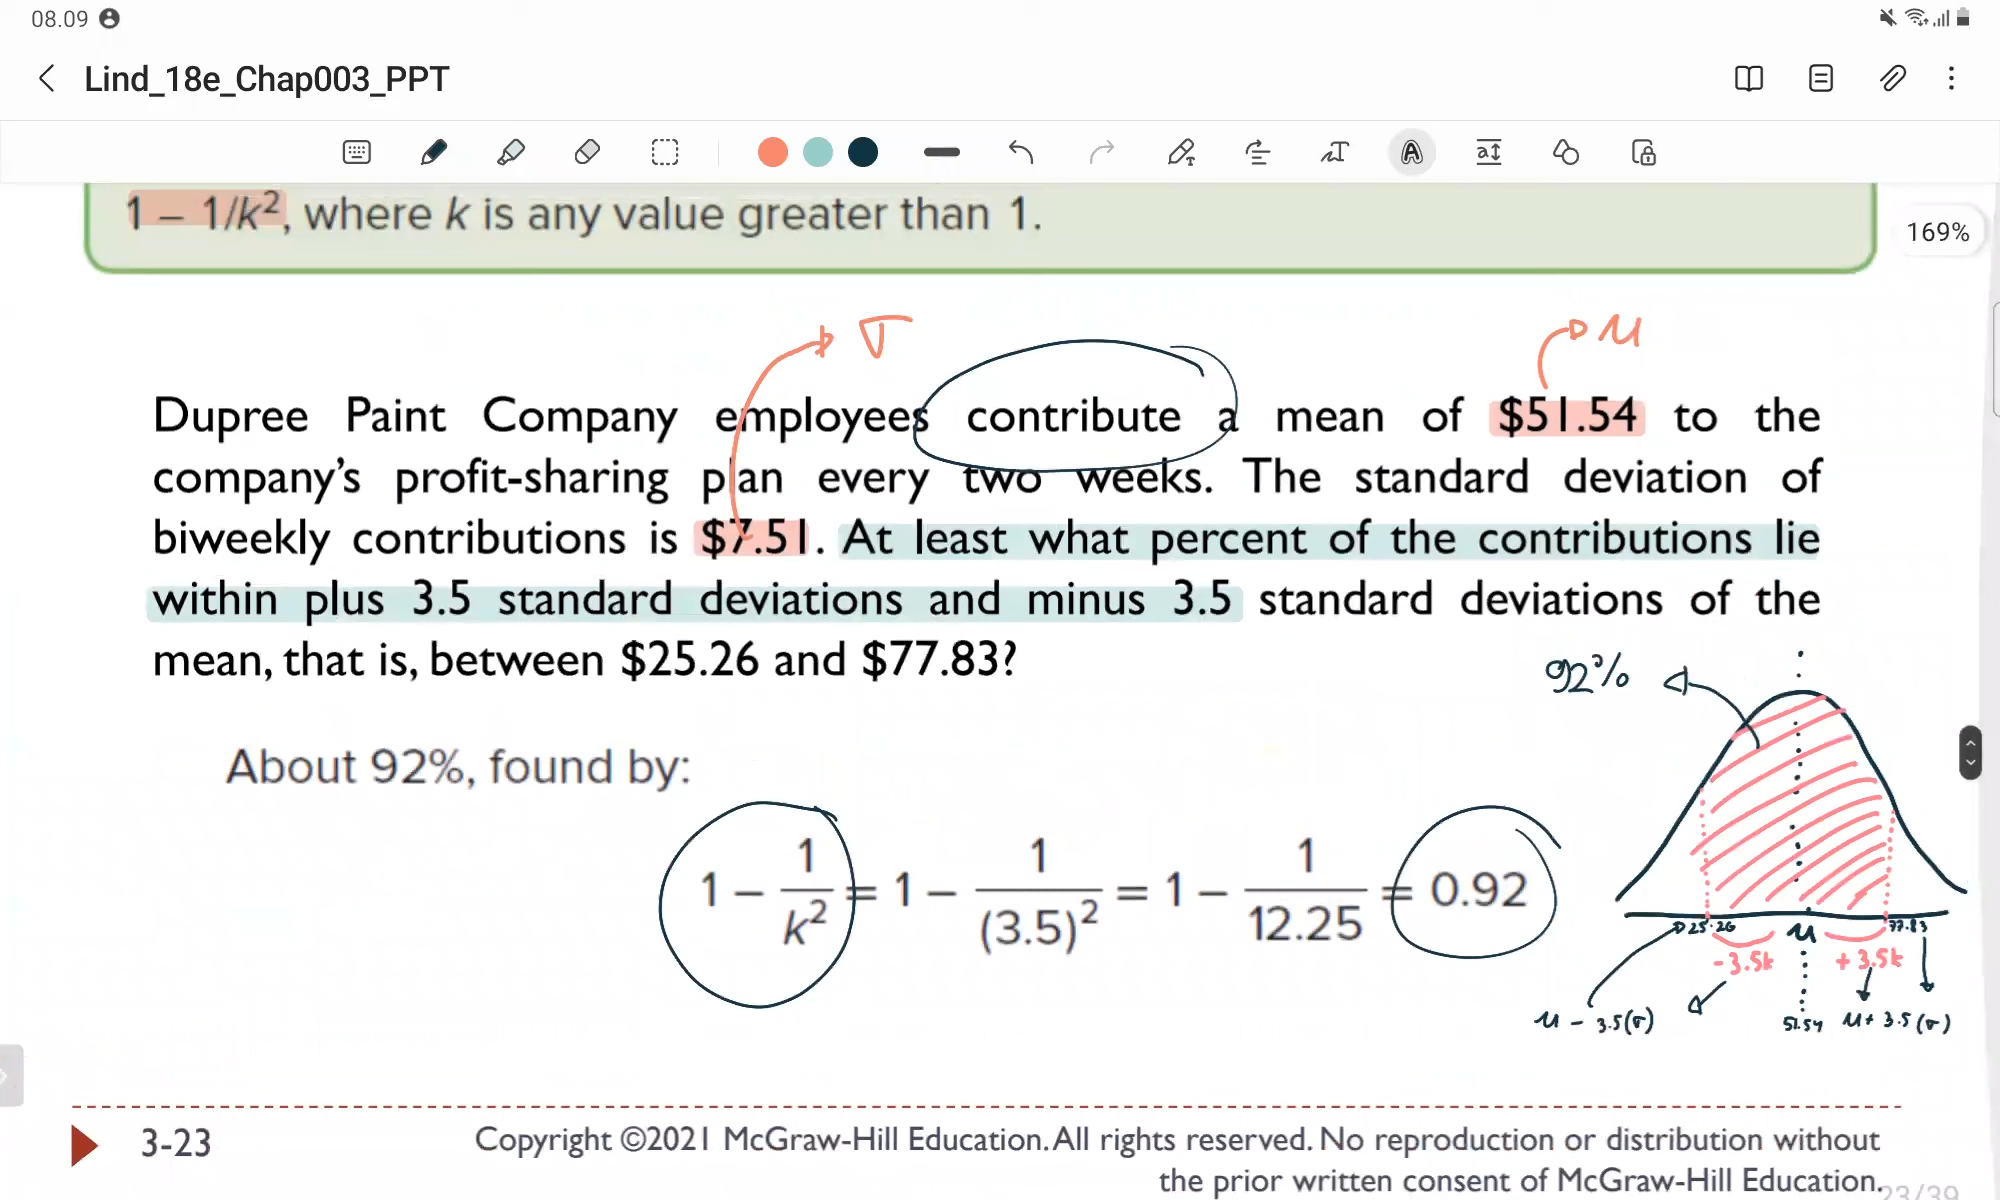 08.09
Lind_18e_Chap003_PPT
1 – 1/k², where k is any value greater than 1.
169%
σ
μ
Dupree Paint Company employees contribute a mean of $51.54 to the
company's profit-sharing plan every two weeks. The standard deviation of
biweekly contributions is $7.51. At least what percent of the contributions lie
within plus 3.5 standard deviations and minus 3.5 standard deviations of the
mean, that is, between $25.26 and $77.83?
92%
About 92%, found by:
1 – 1/k² = 1 – 1/(3.5)² = 1 – 1/12.25 = 0.92
25.26 μ 77.83
-3.5k +3.5k
μ - 3.5(σ) 51.54 μ+ 3.5(σ)
3-23
Copyright ©2021 McGraw-Hill Education. All rights reserved. No reproduction or distribution without
the prior written consent of McGraw-Hill Education.
23/39